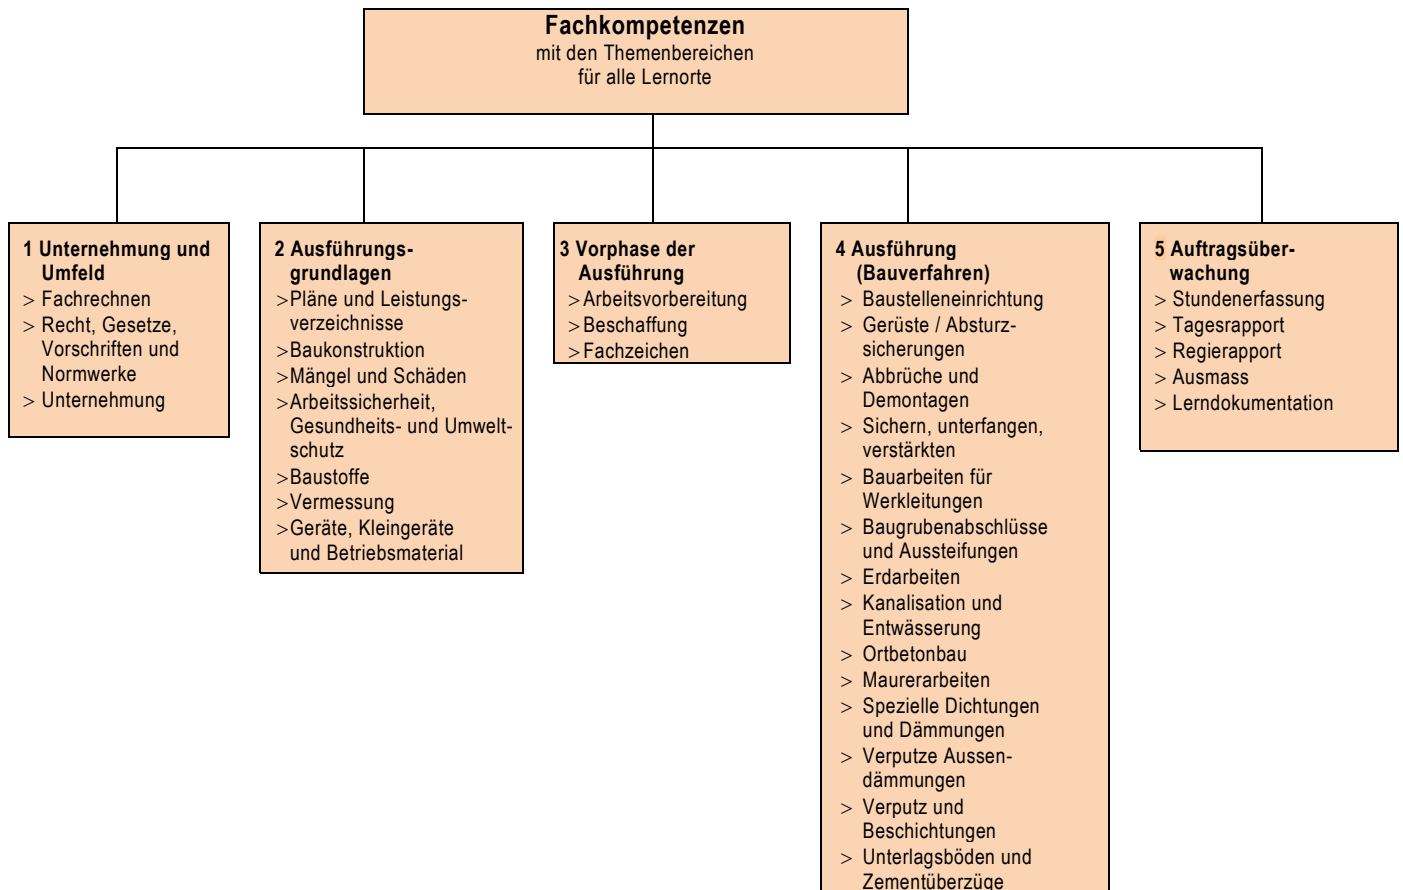 Fachkompetenzen
mit den Themenbereichen
für alle Lernorte
1 Unternehmung und
Umfeld
> Fachrechnen
> Recht, Gesetze,
Vorschriften und
Normwerke
> Unternehmung
2 Ausführungs-
grundlagen
>Pläne und Leistungs-
verzeichnisse
>Baukonstruktion
>Mängel und Schäden
>Arbeitssicherheit,
Gesundheits- und Umwelt-
schutz
>Baustoffe
>Vermessung
>Geräte, Kleingeräte
und Betriebsmaterial
3 Vorphase der
Ausführung
>Arbeitsvorbereitung
>Beschaffung
>Fachzeichen
4 Ausführung
(Bauverfahren)
> Baustelleneinrichtung
> Gerüste / Absturz-
sicherungen
> Abbrüche und
Demontagen
> Sichern, unterfangen,
verstärkten
> Bauarbeiten für
Werkleitungen
> Baugrubenabschlüsse
und Aussteifungen
> Erdarbeiten
> Kanalisation und
Entwässerung
> Ortbetonbau
> Maurerarbeiten
> Spezielle Dichtungen
und Dämmungen
> Verputze Aussen-
dämmungen
> Verputz und
Beschichtungen
> Unterlagsböden und
Zementüberzüge
5 Auftragsüber-
wachung
> Stundenerfassung
> Tagesrapport
> Regierapport
> Ausmass
> Lerndokumentation